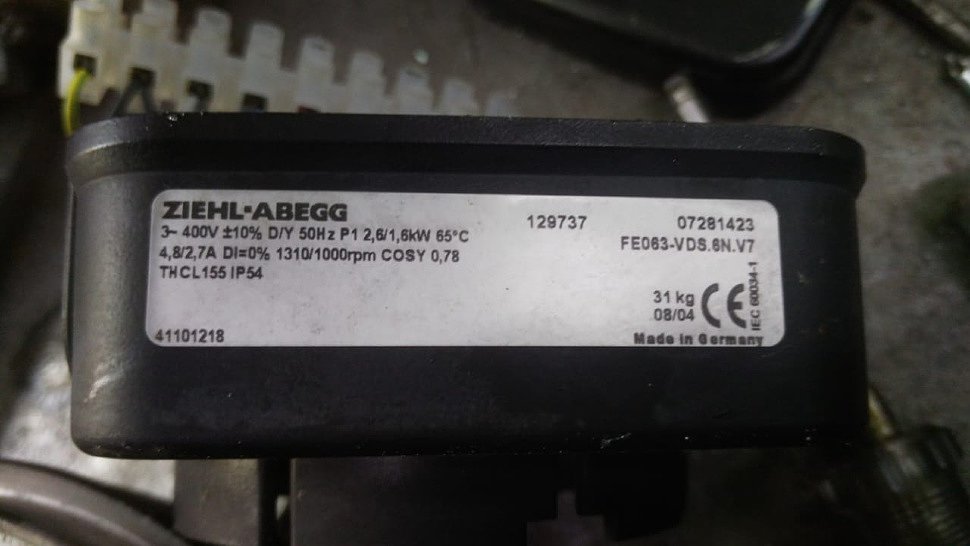 ZIEHL-ABEGG
3~ 400V ±10% D/Y 50Hz P1 2,6/1,6kW 65°C
4,8/2,7A DI=0% 1310/1000rpm COSY 0,78
THCL155 IP54
41101218
129737
07281423
FE063-VDS.6N.V7
31 kg
08/04
CE
IEC 60034-1
Made in Germany